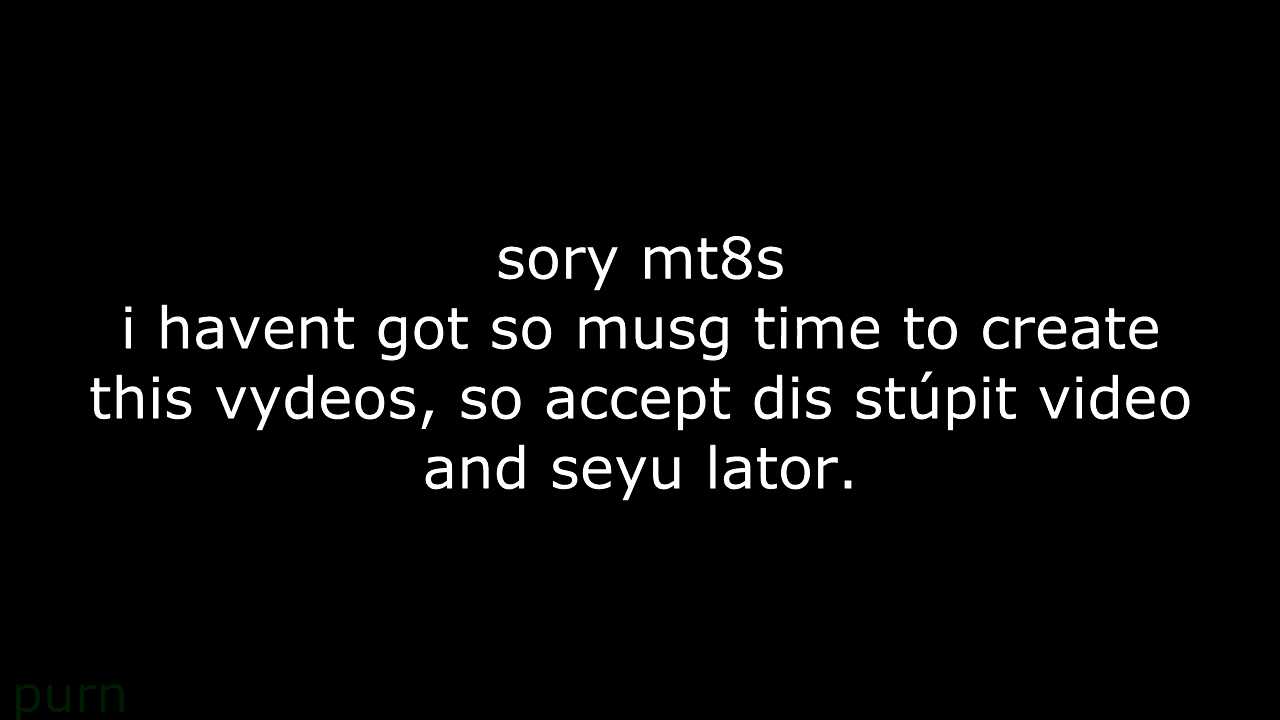 sory mt8s
i havent got so musg time to create
this vydeos, so accept dis stúpit video
and seyu lator.
purn